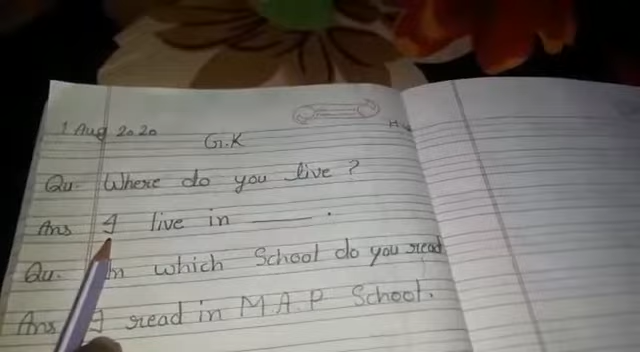 1 Aug 2020
G.K
Qu. Where do you live ?
Ans I live in ____ .
Qu. In which School do you read
Ans I read in M.A.P School.